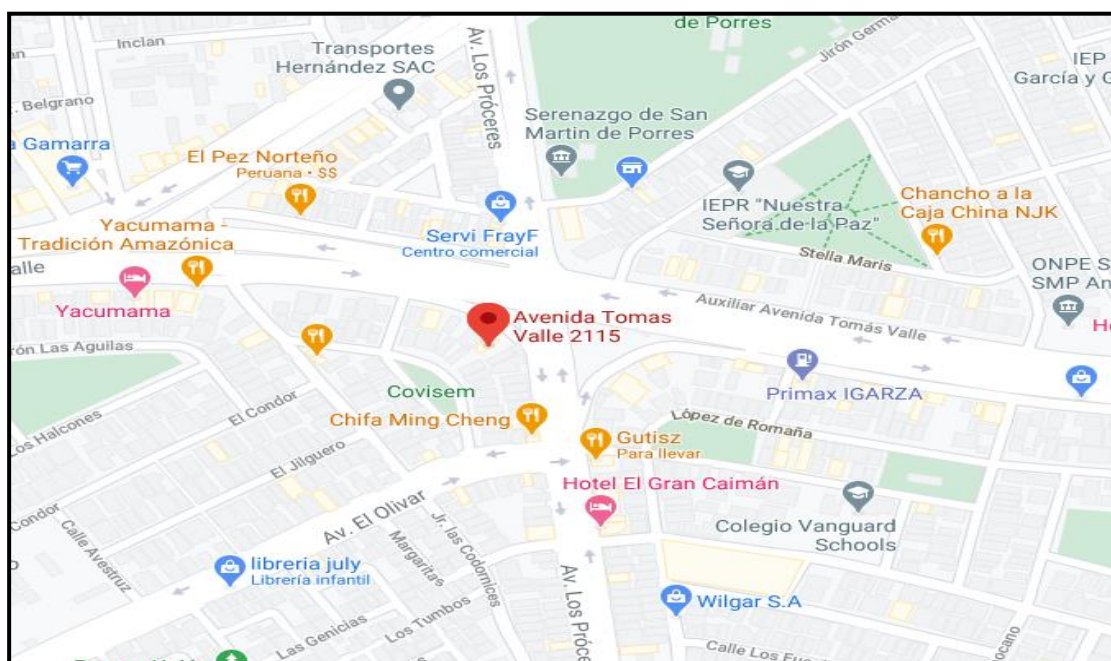 de Porres
Inclan
Transportes
Hernández SAC
Av. Los Próceres
Jirón Germa
IEP
García y G
Belgrano
Serenazgo de San
Martin de Porres
Gamarra
El Pez Norteño
Peruana • $$
IEPR "Nuestra
Señora de la Paz"
Chancho a la
Caja China NJK
Yacumama -
Tradición Amazónica
Servi FrayF
Centro comercial
Stella Maris
ONPE S
SMP An
alle
Yacumama
Auxiliar Avenida Tomás Valle
Avenida Tomas
Valle 2115
rón Las Aguilas
Primax IGARZA
Covisem
El Condor
Chifa Ming Cheng
López de Romaña
Los Halcones
Gutisz
Para llevar
El Jilguero
Hotel El Gran Caimán
Condor
Av. El Olivar
Colegio Vanguard
Schools
Calle Avestruz
Jr. las Codornices
Margaritas
libreria july
Librería infantil
Av. Los Próceres
Wilgar S.A
Los Tumbos
Las Genicias